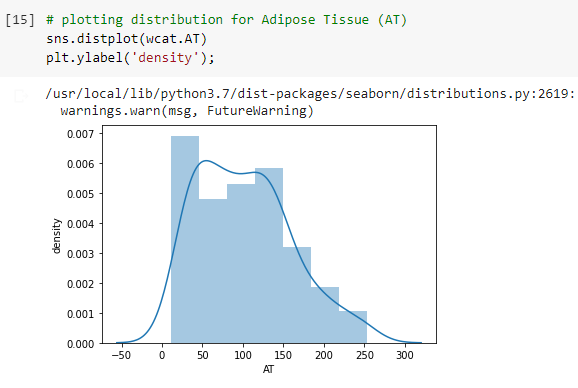 [15] # plotting distribution for Adipose Tissue (AT)
sns.distplot(wcat.AT)
plt.ylabel('density');
/usr/local/lib/python3.7/dist-packages/seaborn/distributions.py:2619:
warnings.warn(msg, FutureWarning)
0.007
0.006
0.005
0.004
0.003
0.002
0.001
0.000
density
−50 0 50 100 150 200 250 300
AT